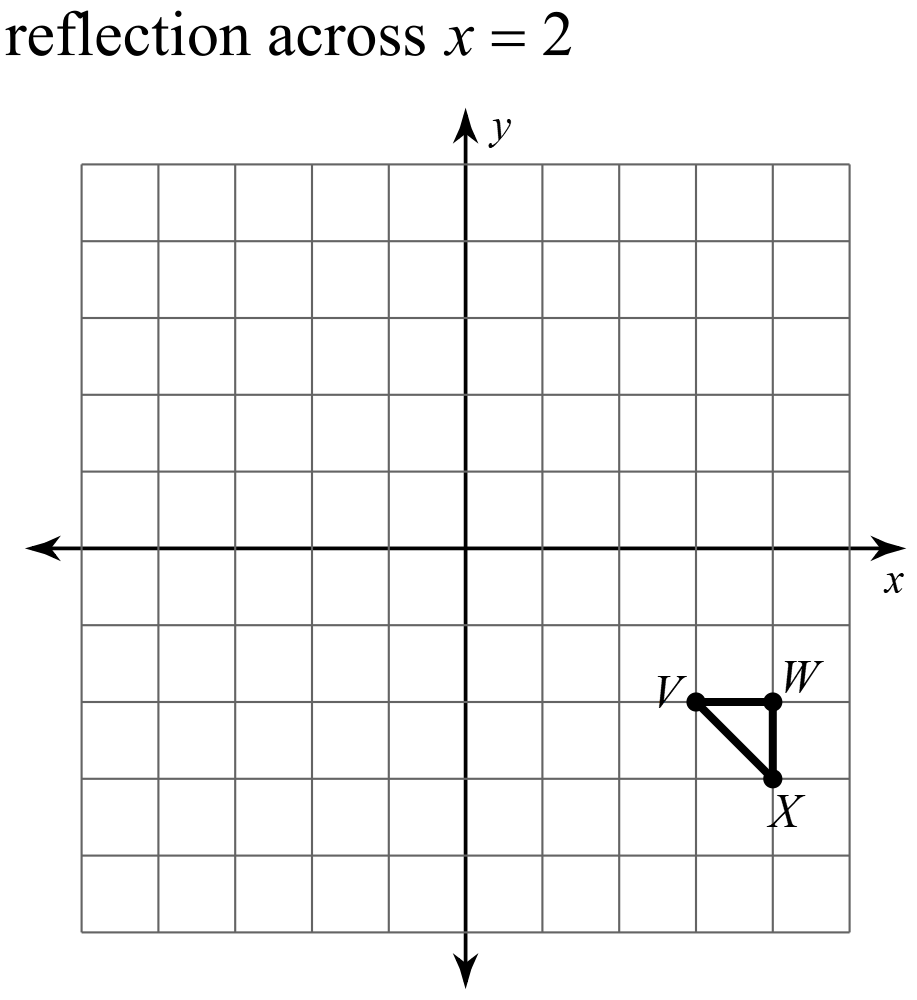 reflection across x = 2
y
x
V
W
X